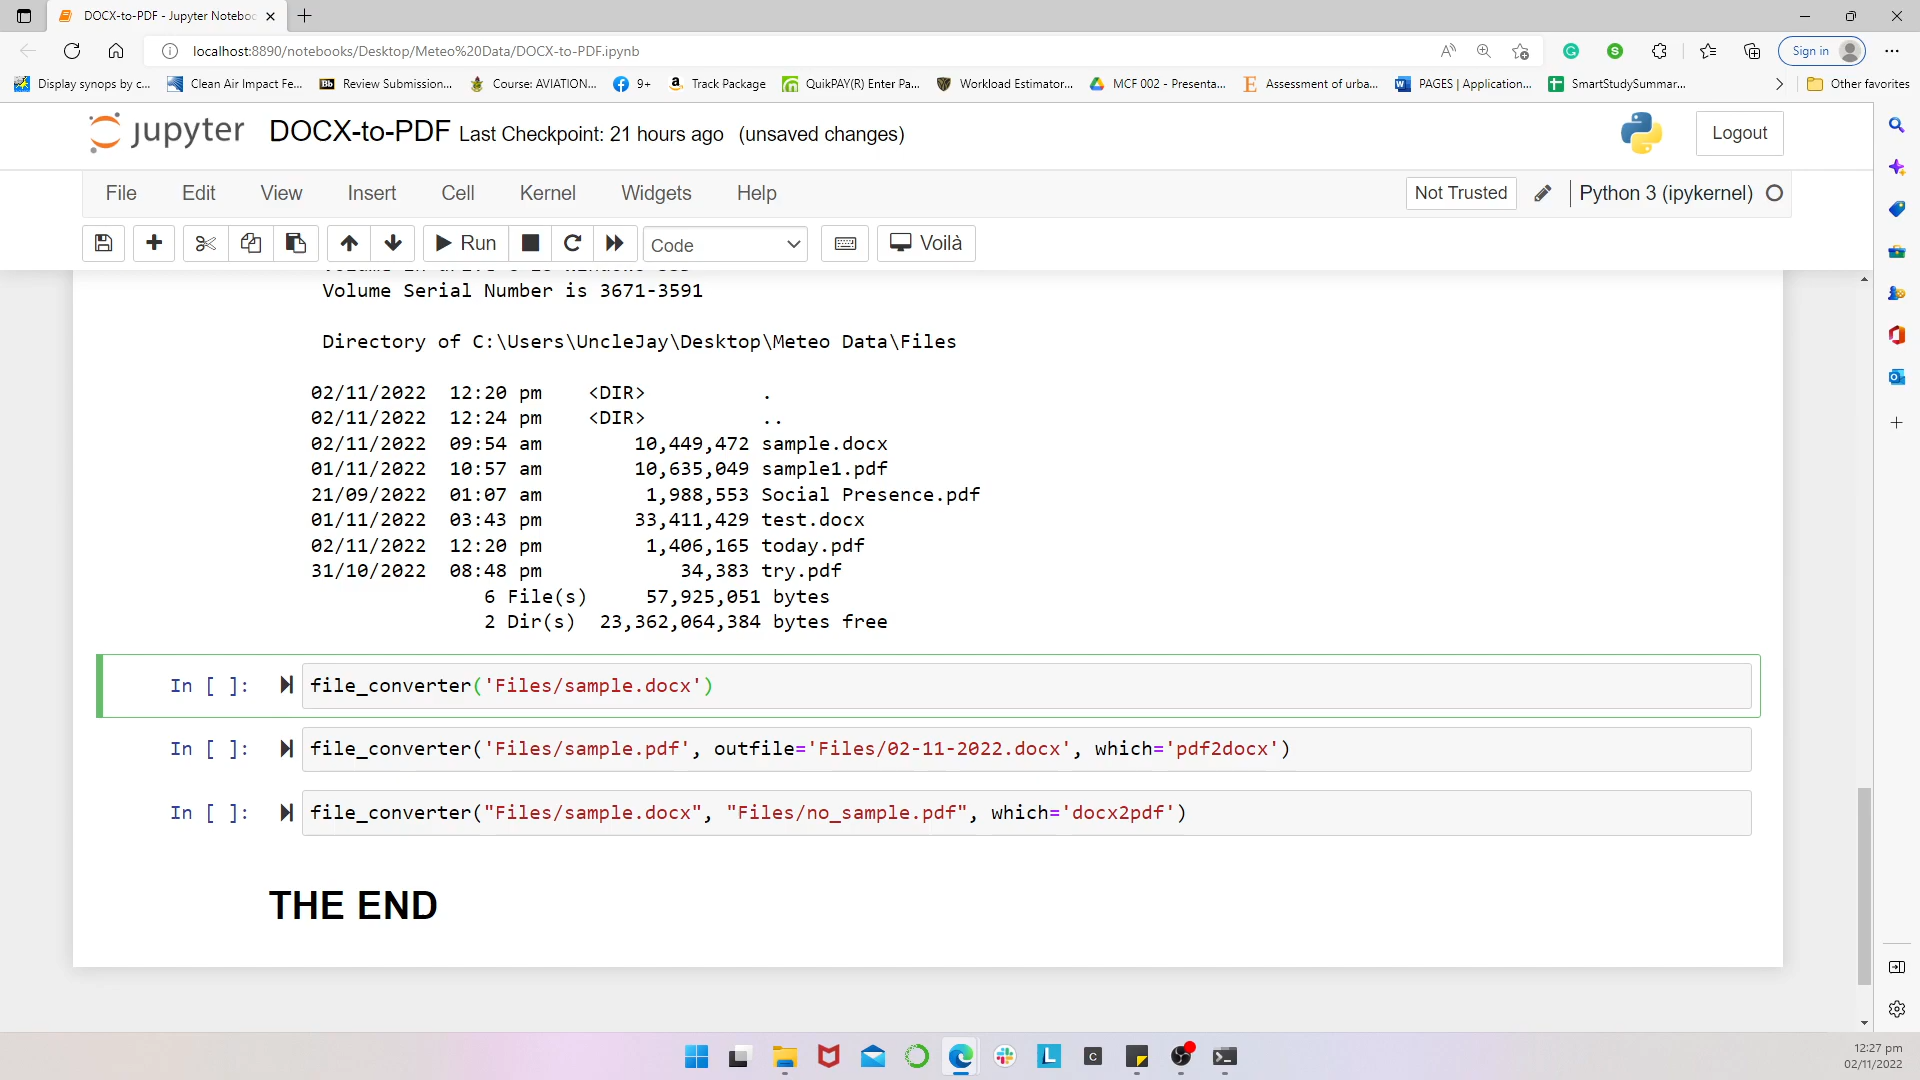 DOCX-to-PDF - Jupyter Noteboo
localhost:8890/notebooks/Desktop/Meteo%20Data/DOCX-to-PDF.ipynb
Sign in
Display synops by c...
Clean Air Impact Fe...
Bb Review Submission...
Course: AVIATION...
9+
Track Package
QuikPAY(R) Enter Pa...
Workload Estimator...
MCF 002 - Presenta...
Assessment of urba...
PAGES | Application...
SmartStudySummar...
Other favorites
jupyter DOCX-to-PDF Last Checkpoint: 21 hours ago (unsaved changes)
Logout
File Edit View Insert Cell Kernel Widgets Help
Not Trusted
Python 3 (ipykernel)
Run
Code
Voilà
Volume Serial Number is 3671-3591
Directory of C:\Users\UncleJay\Desktop\Meteo Data\Files
02/11/2022 12:20 pm <DIR> .
02/11/2022 12:24 pm <DIR> ..
02/11/2022 09:54 am 10,449,472 sample.docx
01/11/2022 10:57 am 10,635,049 sample1.pdf
21/09/2022 01:07 am 1,988,553 Social Presence.pdf
01/11/2022 03:43 pm 33,411,429 test.docx
02/11/2022 12:20 pm 1,406,165 today.pdf
31/10/2022 08:48 pm 34,383 try.pdf
6 File(s) 57,925,051 bytes
2 Dir(s) 23,362,064,384 bytes free
In [ ]: file_converter('Files/sample.docx')
In [ ]: file_converter('Files/sample.pdf', outfile='Files/02-11-2022.docx', which='pdf2docx')
In [ ]: file_converter("Files/sample.docx", "Files/no_sample.pdf", which='docx2pdf')
THE END
12:27 pm
02/11/2022